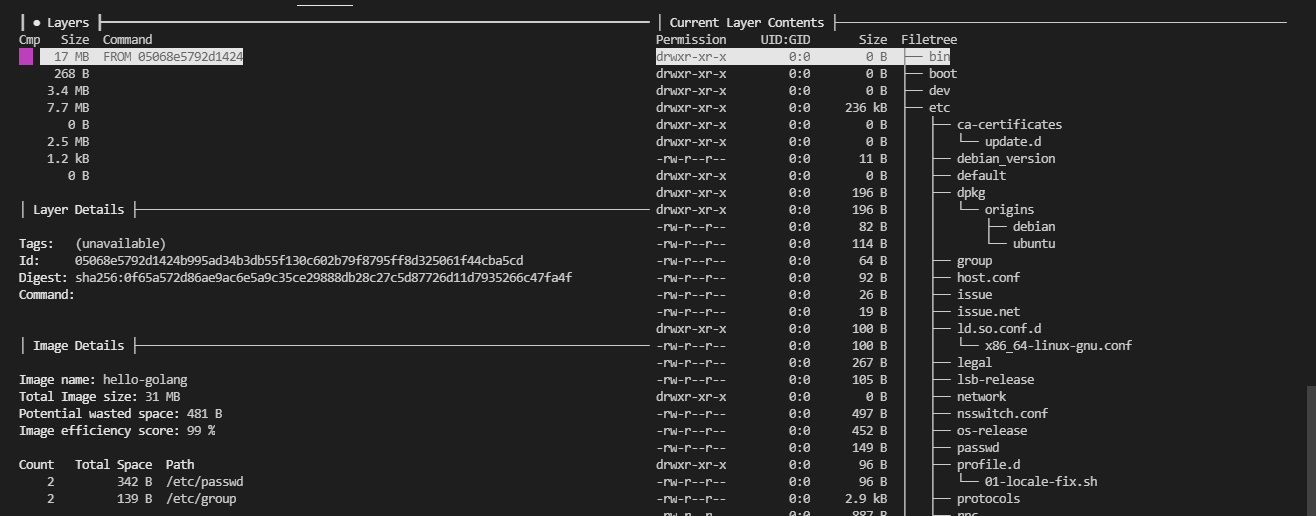 ● Layers
Cmp Size Command
17 MB FROM 05068e5792d1424
268 B
3.4 MB
7.7 MB
0 B
2.5 MB
1.2 kB
0 B
Layer Details
Tags: (unavailable)
Id: 05068e5792d1424b995ad34b3db55f130c602b79f8795ff8d325061f44cba5cd
Digest: sha256:0f65a572d86ae9ac6e5a9c35ce29888db28c27c5d87726d11d7935266c47fa4f
Command:
Image Details
Image name: hello-golang
Total Image size: 31 MB
Potential wasted space: 481 B
Image efficiency score: 99 %
Count Total Space Path
2 342 B /etc/passwd
2 139 B /etc/group
Current Layer Contents
Permission UID:GID Size Filetree
drwxr-xr-x 0:0 0 B ├── bin
drwxr-xr-x 0:0 0 B ├── boot
drwxr-xr-x 0:0 0 B ├── dev
drwxr-xr-x 0:0 236 kB ├── etc
drwxr-xr-x 0:0 0 B │ ├── ca-certificates
drwxr-xr-x 0:0 0 B │ │ └── update.d
-rw-r--r-- 0:0 11 B │ ├── debian_version
drwxr-xr-x 0:0 0 B │ ├── default
drwxr-xr-x 0:0 196 B │ ├── dpkg
drwxr-xr-x 0:0 196 B │ │ └── origins
-rw-r--r-- 0:0 82 B │ │ ├── debian
-rw-r--r-- 0:0 114 B │ │ └── ubuntu
-rw-r--r-- 0:0 64 B │ ├── group
-rw-r--r-- 0:0 92 B │ ├── host.conf
-rw-r--r-- 0:0 26 B │ ├── issue
-rw-r--r-- 0:0 19 B │ ├── issue.net
drwxr-xr-x 0:0 100 B │ ├── ld.so.conf.d
-rw-r--r-- 0:0 100 B │ │ └── x86_64-linux-gnu.conf
-rw-r--r-- 0:0 267 B │ ├── legal
-rw-r--r-- 0:0 105 B │ ├── lsb-release
drwxr-xr-x 0:0 0 B │ ├── network
-rw-r--r-- 0:0 497 B │ ├── nsswitch.conf
-rw-r--r-- 0:0 452 B │ ├── os-release
-rw-r--r-- 0:0 149 B │ ├── passwd
drwxr-xr-x 0:0 96 B │ ├── profile.d
-rw-r--r-- 0:0 96 B │ │ └── 01-locale-fix.sh
-rw-r--r-- 0:0 2.9 kB │ ├── protocols